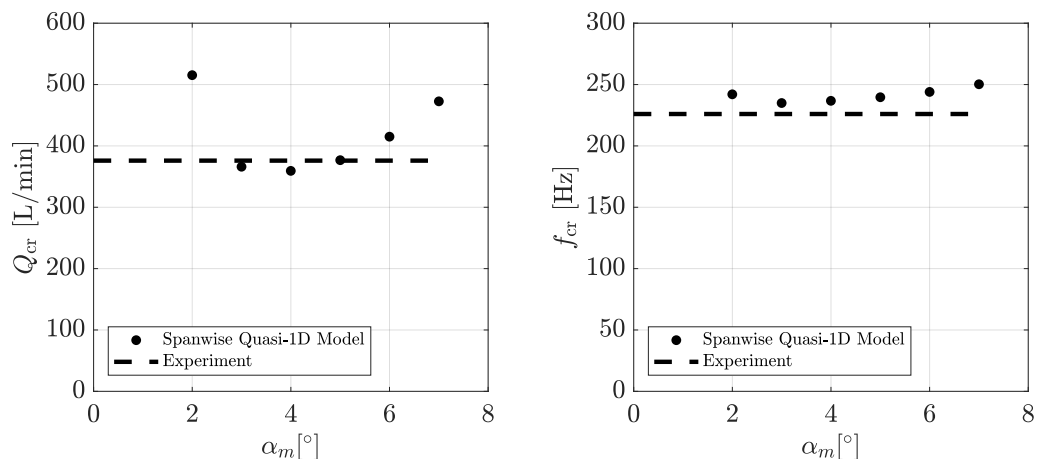 600
500
400
300
200
100
0
Q_cr [L/min]
Spanwise Quasi-1D Model
Experiment
0 2 4 6 8
α_m[°]
300
250
200
150
100
50
0
f_cr [Hz]
Spanwise Quasi-1D Model
Experiment
0 2 4 6 8
α_m[°]